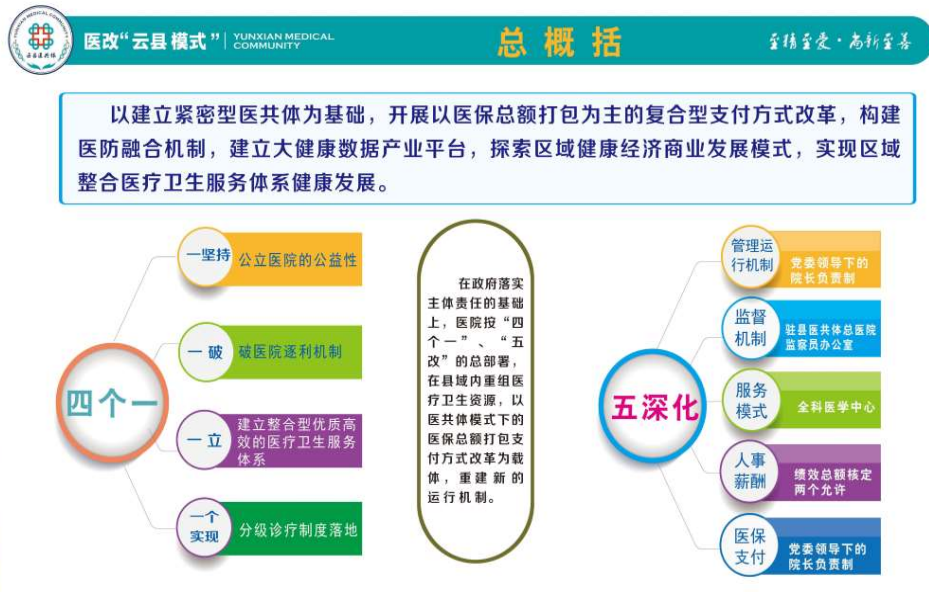 医改“云县模式”
YUNXIAN MEDICAL
COMMUNITY
总概括
至精至爱·高新至善
以建立紧密型医共体为基础，开展以医保总额打包为主的复合型支付方式改革，构建
医防融合机制，建立大健康数据产业平台，探索区域健康经济商业发展模式，实现区域
整合医疗卫生服务体系健康发展。
四个一
一坚持
公立医院的公益性
一破
破医院逐利机制
一立
建立整合型优质高
效的医疗卫生服务
体系
一个
实现
分级诊疗制度落地
在政府落实
主体责任的基础
上，医院按“四
个一”、“五
改”的总部署，
在县域内重组医
疗卫生资源，以
医共体模式下的
医保总额打包支
付方式改革为载
体，重建新的
运行机制。
五深化
管理运
行机制
党委领导下的
院长负责制
监督
机制
驻县医共体总医院
监察员办公室
服务
模式
全科医学中心
人事
薪酬
绩效总额核定
两个允许
医保
支付
党委领导下的
院长负责制